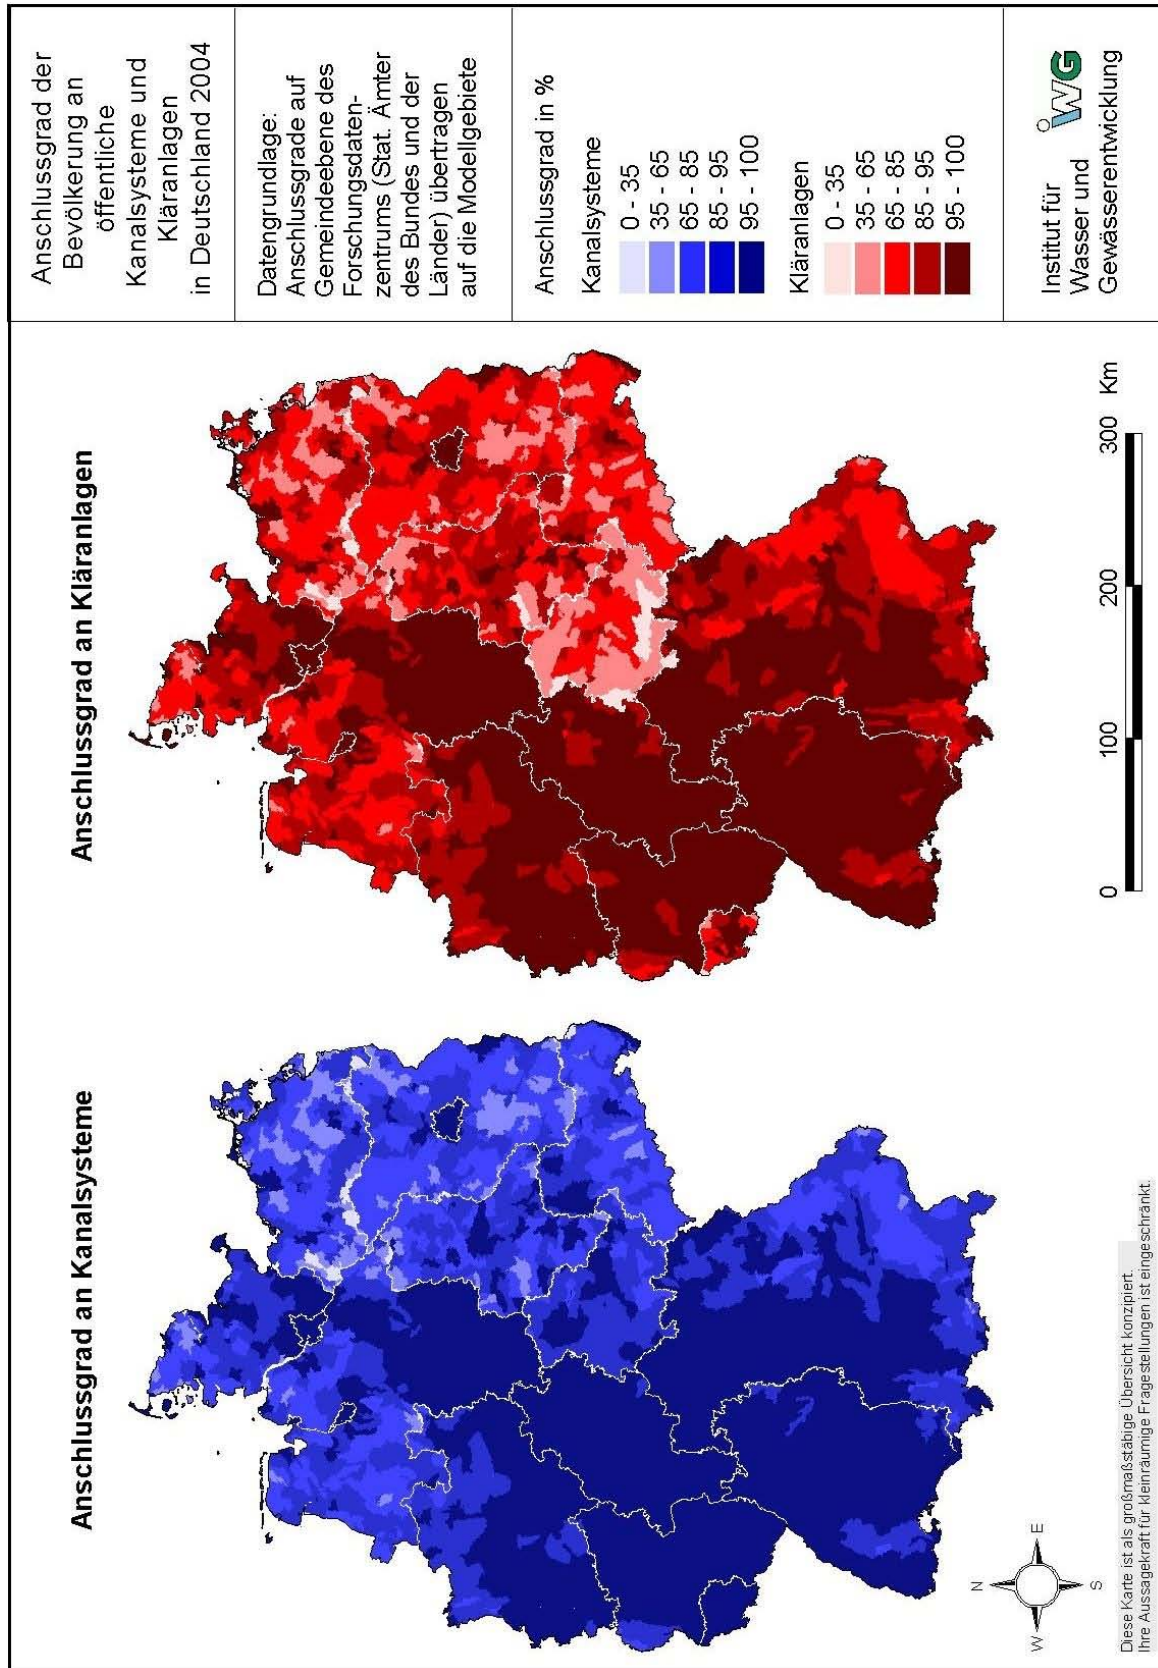 Anschlussgrad an Kanalsysteme
Anschlussgrad an Kläranlagen
N
W
E
S
Diese Karte ist als großmaßstäbige Übersicht konzipiert.
Ihre Aussagekraft für kleinräumige Fragestellungen ist eingeschränkt.
0
100
200
300
Km
Anschlussgrad der
Bevölkerung an
öffentliche
Kanalsysteme und
Kläranlagen
in Deutschland 2004
Datengrundlage:
Anschlussgrade auf
Gemeindeebene des
Forschungsdaten-
zentrums (Stat. Ämter
des Bundes und der
Länder) übertragen
auf die Modellgebiete
Anschlussgrad in %
Kanalsysteme
0 - 35
35 - 65
65 - 85
85 - 95
95 - 100
Kläranlagen
0 - 35
35 - 65
65 - 85
85 - 95
95 - 100
Institut für
Wasser und
Gewässerentwicklung
iWG